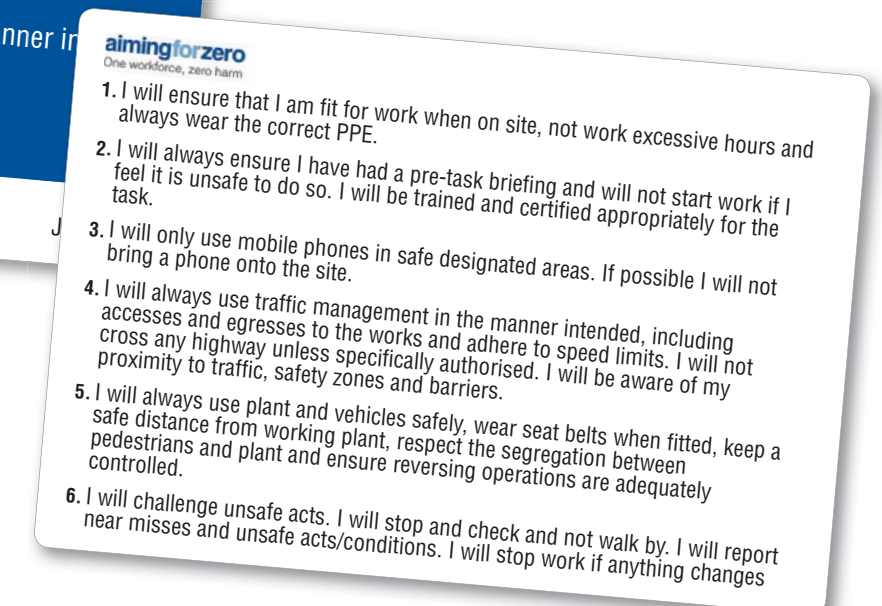 nner in
J
aimingforzero
One workforce, zero harm
1. I will ensure that I am fit for work when on site, not work excessive hours and
always wear the correct PPE.
2. I will always ensure I have had a pre-task briefing and will not start work if I
feel it is unsafe to do so. I will be trained and certified appropriately for the
task.
3. I will only use mobile phones in safe designated areas. If possible I will not
bring a phone onto the site.
4. I will always use traffic management in the manner intended, including
accesses and egresses to the works and adhere to speed limits. I will not
cross any highway unless specifically authorised. I will be aware of my
proximity to traffic, safety zones and barriers.
5. I will always use plant and vehicles safely, wear seat belts when fitted, keep a
safe distance from working plant, respect the segregation between
pedestrians and plant and ensure reversing operations are adequately
controlled.
6. I will challenge unsafe acts. I will stop and check and not walk by. I will report
near misses and unsafe acts/conditions. I will stop work if anything changes